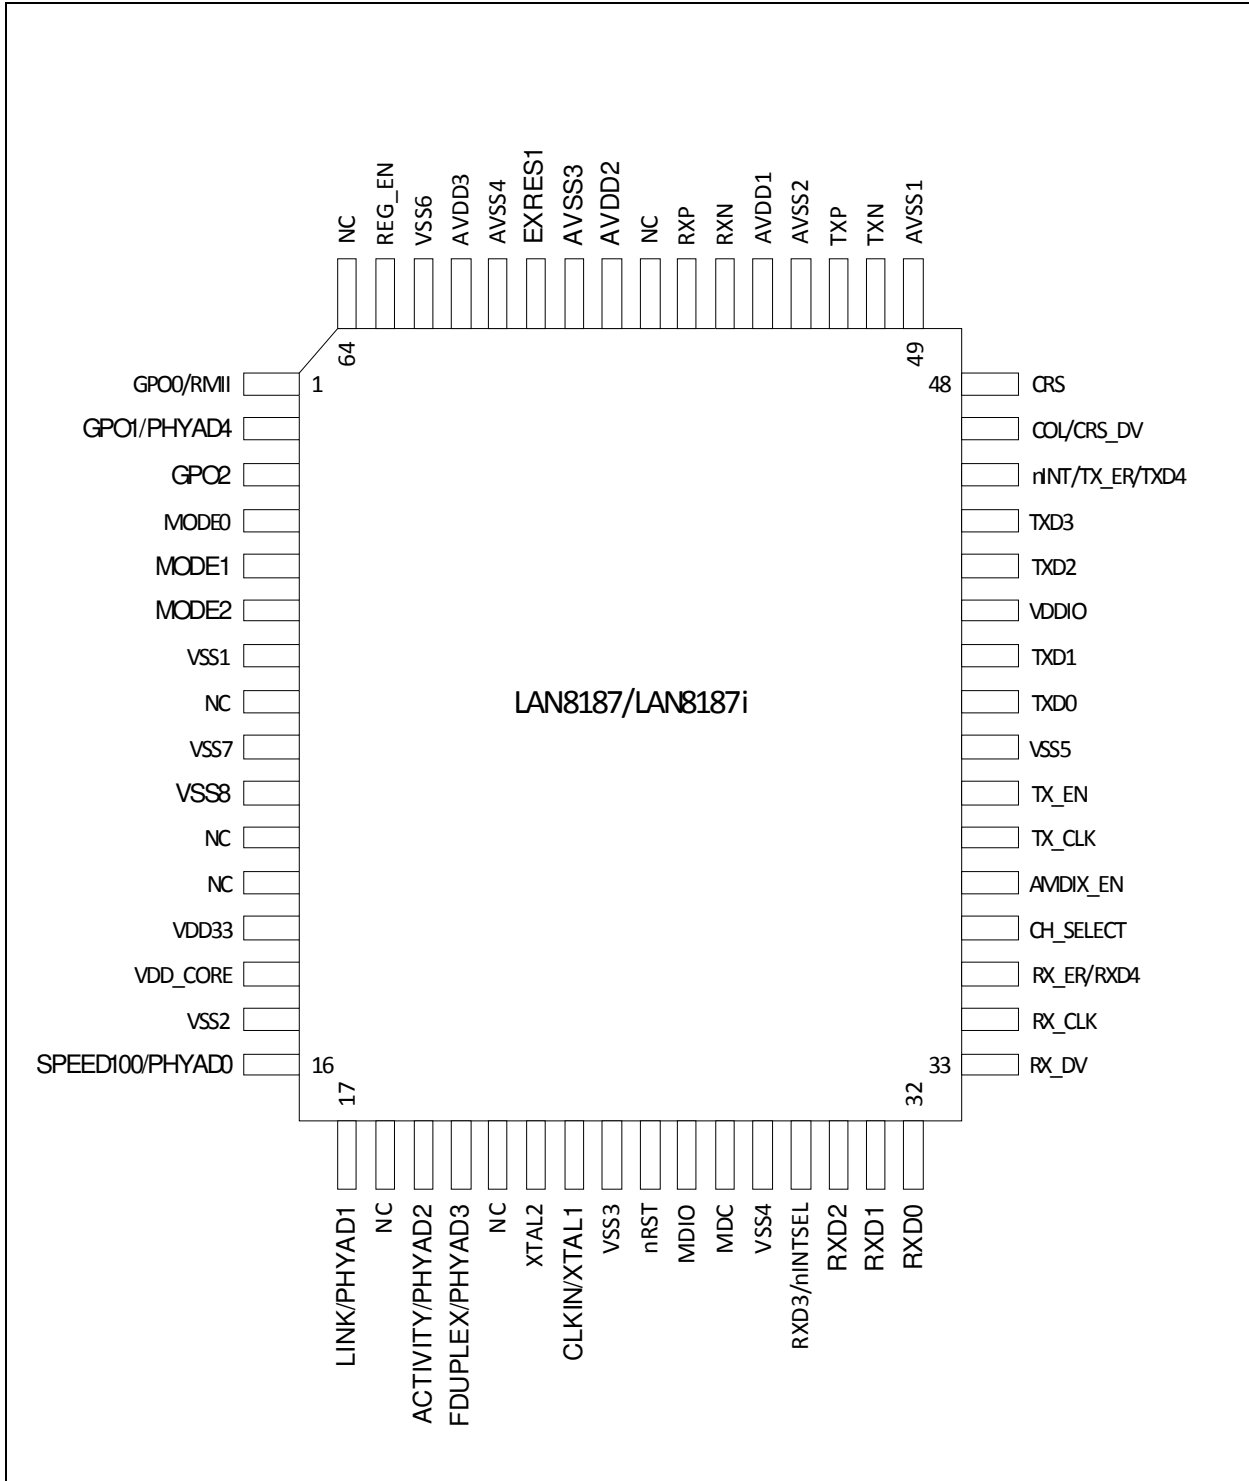 NC
REG_EN
VSS6
AVDD3
AVSS4
EXRES1
AVSS3
AVDD2
NC
RXP
RXN
AVDD1
AVSS2
TXP
TXN
AVSS1
64
49
GPO0/RMII
1
48
CRS
GPO1/PHYAD4
COL/CRS_DV
GPO2
nINT/TX_ER/TXD4
MODE0
TXD3
MODE1
TXD2
MODE2
VDDIO
VSS1
TXD1
NC
LAN8187/LAN8187i
TXD0
VSS7
VSS5
VSS8
TX_EN
NC
TX_CLK
NC
AMDIX_EN
VDD33
CH_SELECT
VDD_CORE
RX_ER/RXD4
VSS2
RX_CLK
SPEED100/PHYAD0
16
33
RX_DV
17
32
LINK/PHYAD1
NC
ACTIVITY/PHYAD2
FDUPLEX/PHYAD3
NC
XTAL2
CLKIN/XTAL1
VSS3
nRST
MDIO
MDC
VSS4
RXD3/nINTSEL
RXD2
RXD1
RXD0